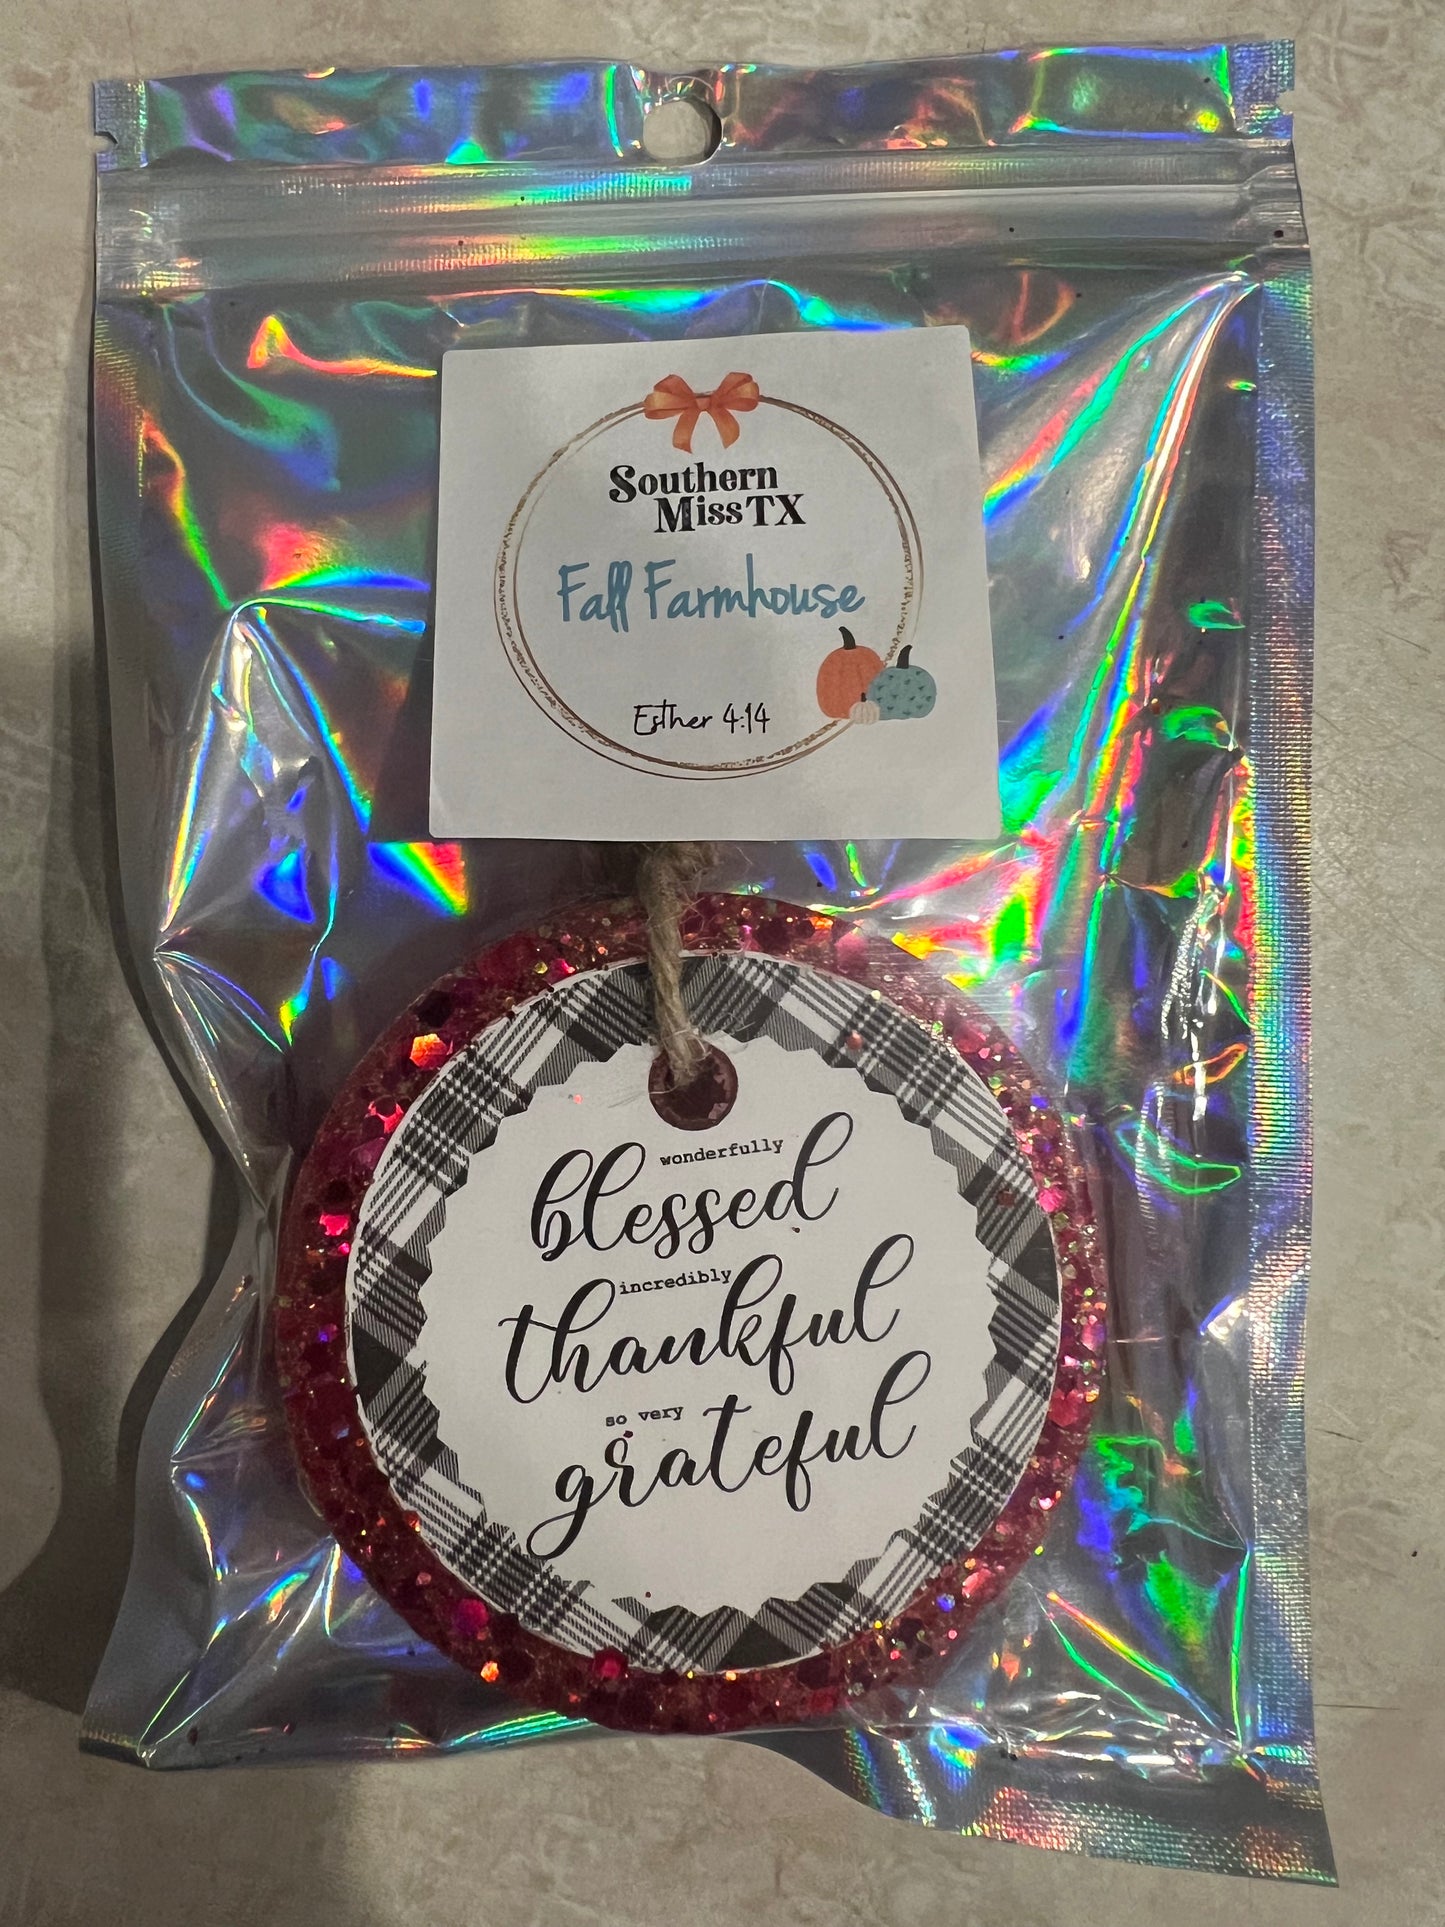 Southern
Miss TX
Fall Farmhouse
Esther 4:14
wonderfully
blessed
incredibly
thankful
so very
grateful